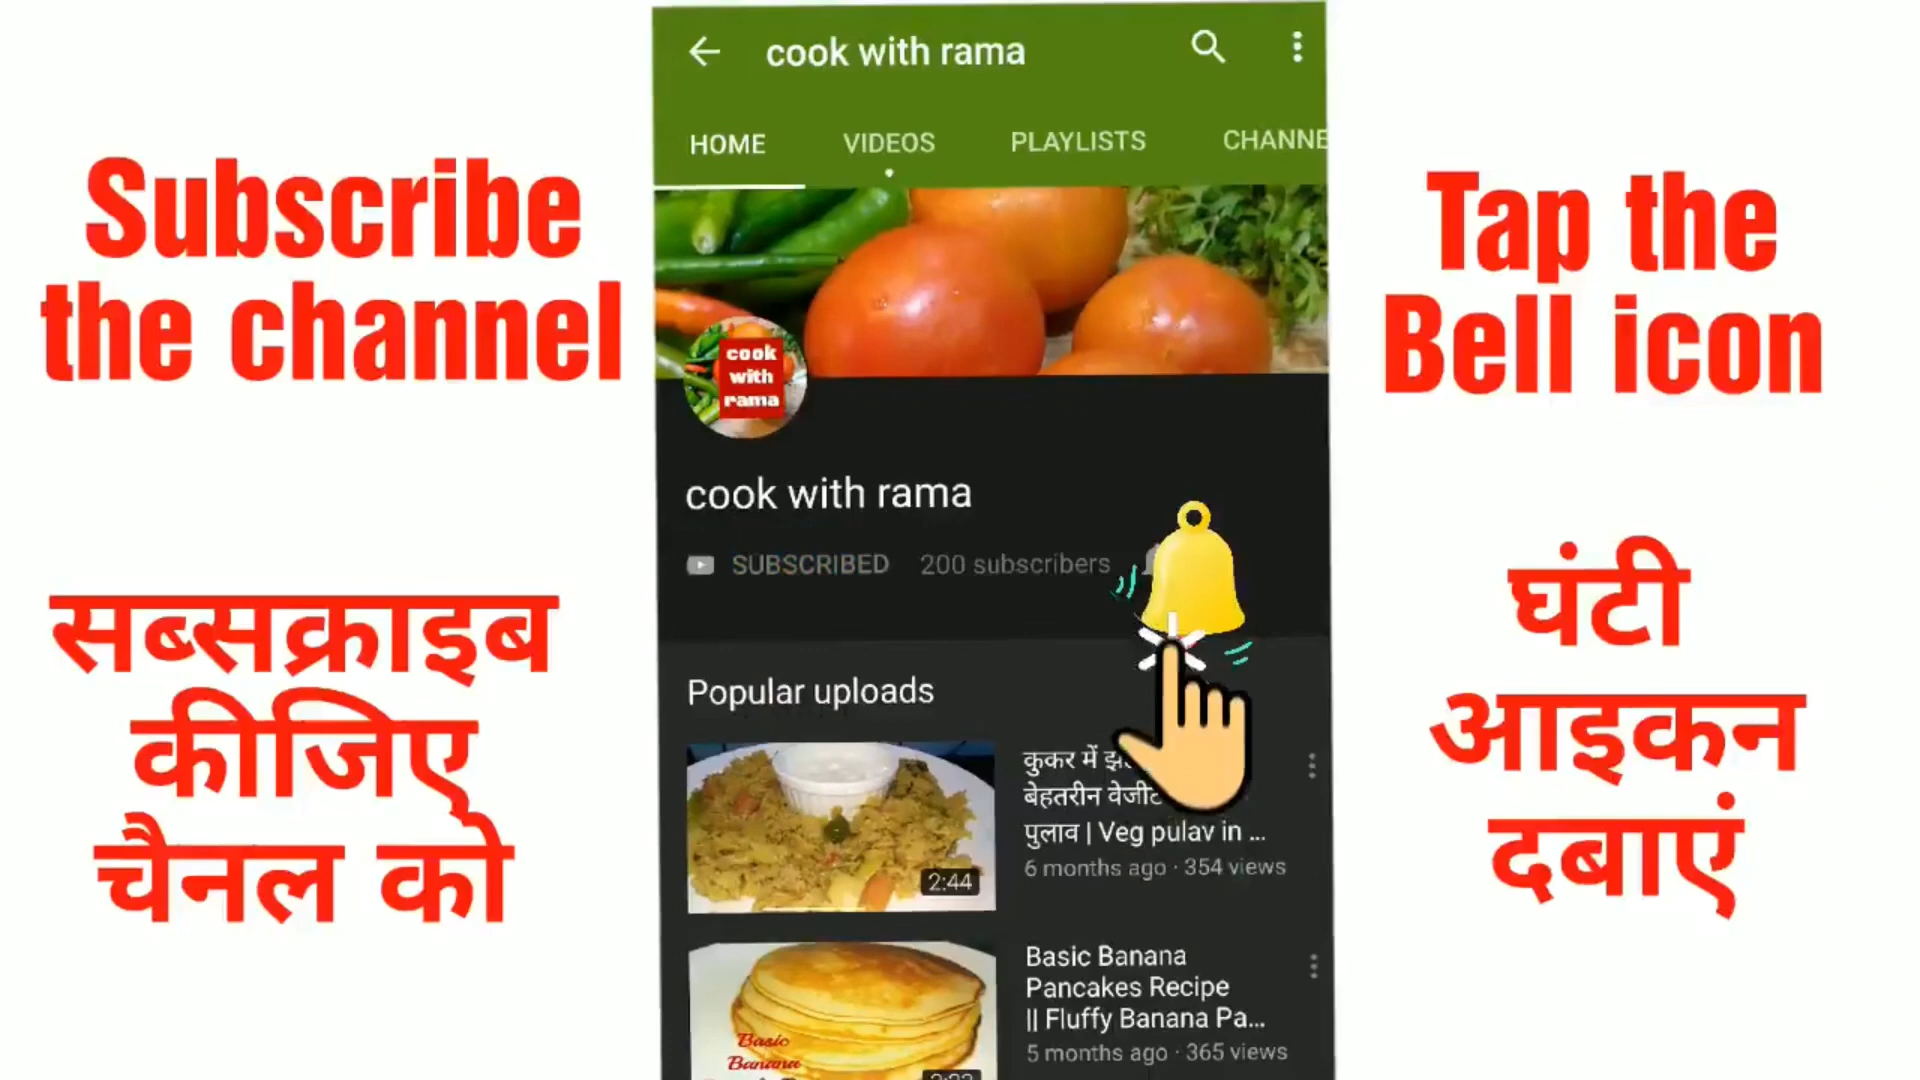 Subscribe
the channel
सब्सक्राइब
कीजिए
चैनल को
cook with rama
HOME VIDEOS PLAYLISTS CHANNE
cook
with
rama
cook with rama
SUBSCRIBED 200 subscribers
Popular uploads
2:44
कुकर में
बेहतरीन
पुलाव | Veg pulav in ...
6 months ago · 354 views
Basic
Banana
Basic Banana
Pancakes Recipe
|| Fluffy Banana Pa...
5 months ago · 365 views
Tap the
Bell icon
घंटी
आइकन
दबाएं